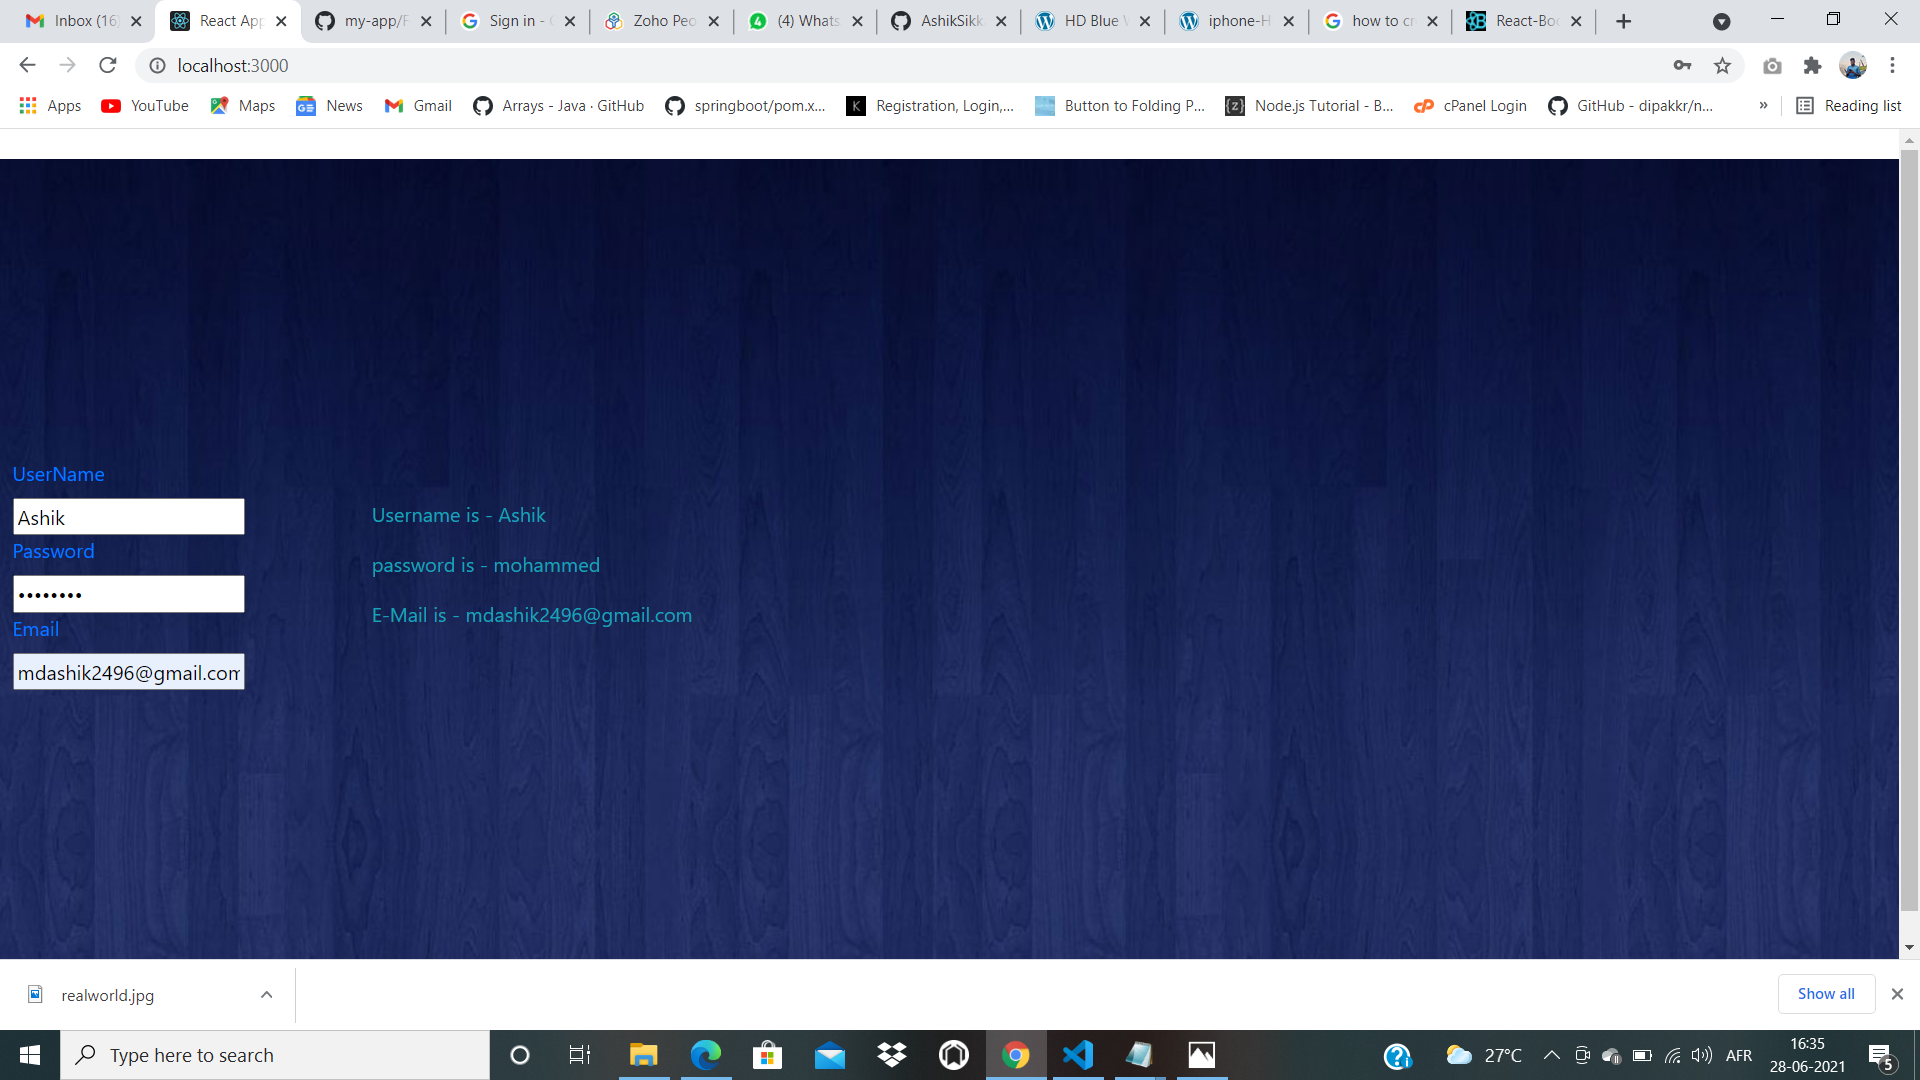 Inbox (16)
React App
my-app/F
Sign in - G
Zoho Peo
(4) Whats
AshikSikk
HD Blue W
iphone-H
how to cr
React-Boo
localhost:3000
Apps
YouTube
Maps
News
Gmail
Arrays - Java · GitHub
springboot/pom.x...
Registration, Login,...
Button to Folding P...
Node.js Tutorial - B...
cPanel Login
GitHub - dipakkr/n...
»
Reading list
UserName
Ashik
Password
••••••••
Email
mdashik2496@gmail.com
Username is - Ashik
password is - mohammed
E-Mail is - mdashik2496@gmail.com
realworld.jpg
Show all
Type here to search
27°C
AFR
16:35
28-06-2021
5